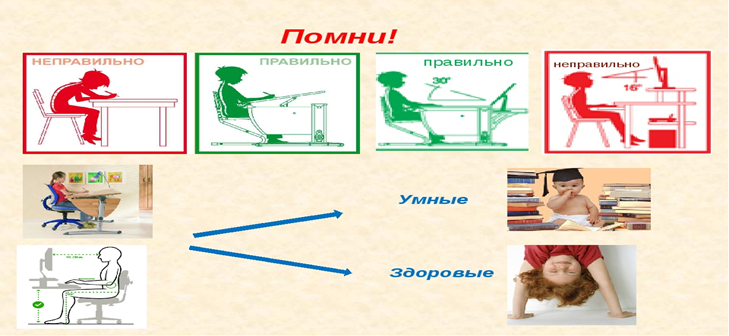 Помни!
НЕПРАВИЛЬНО
ПРАВИЛЬНО
правильно
неправильно
30°
16°
Умные
Здоровые